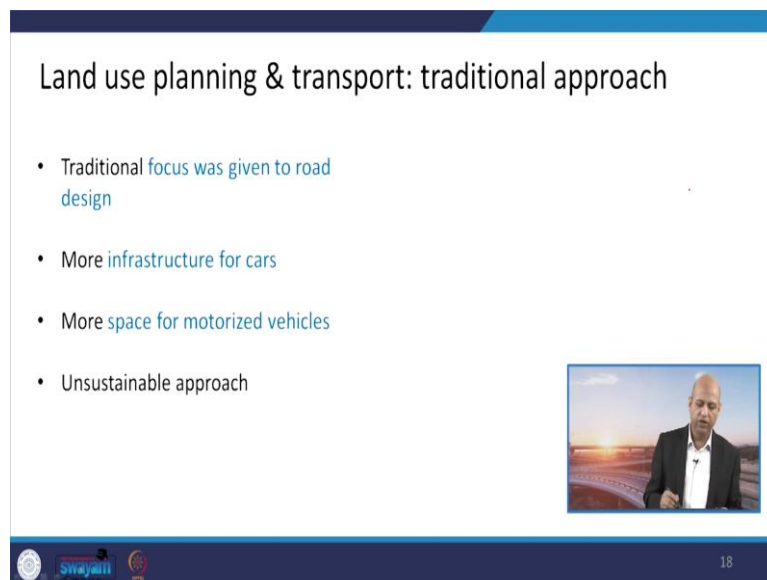 Land use planning & transport: traditional approach
• Traditional focus was given to road
design
• More infrastructure for cars
• More space for motorized vehicles
• Unsustainable approach
swayam
18